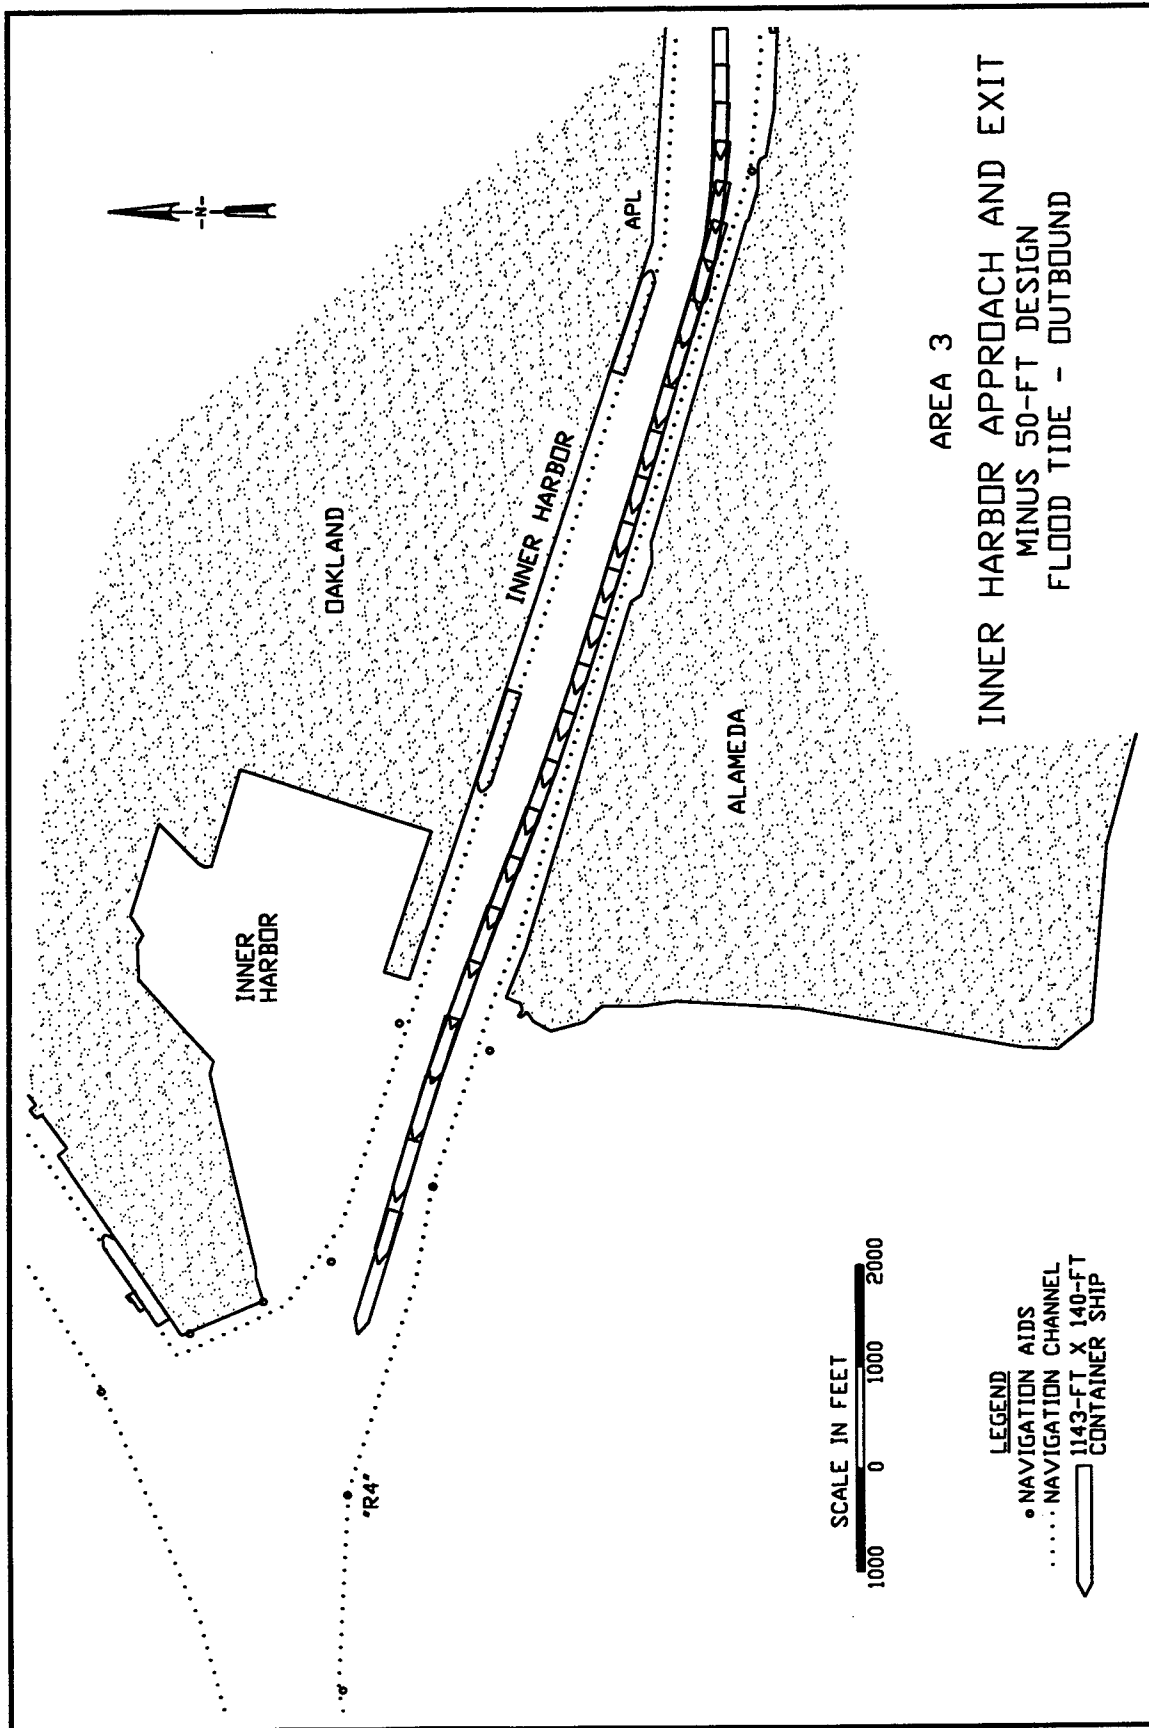 -N-
OAKLAND
INNER
HARBOR
INNER HARBOR
APL
"R4"
ALAMEDA
SCALE IN FEET
1000 0 1000 2000
LEGEND
NAVIGATION AIDS
NAVIGATION CHANNEL
1143-FT X 140-FT
CONTAINER SHIP
AREA 3
INNER HARBOR APPROACH AND EXIT
MINUS 50-FT DESIGN
FLOOD TIDE - OUTBOUND